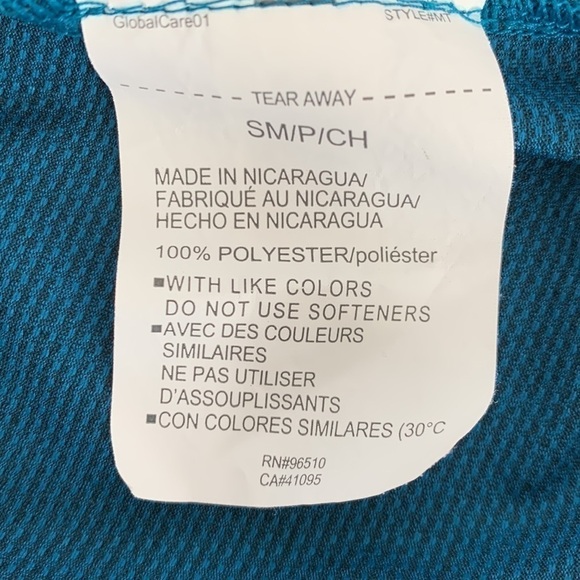 GlobalCare01
STYLE#MT
- - - TEAR AWAY - - - - - - -
SM/P/CH
MADE IN NICARAGUA/
FABRIQUÉ AU NICARAGUA/
HECHO EN NICARAGUA
100% POLYESTER/poliéster
■WITH LIKE COLORS
DO NOT USE SOFTENERS
■AVEC DES COULEURS
SIMILAIRES
NE PAS UTILISER
D'ASSOUPLISSANTS
■CON COLORES SIMILARES (30°C
RN#96510
CA#41095